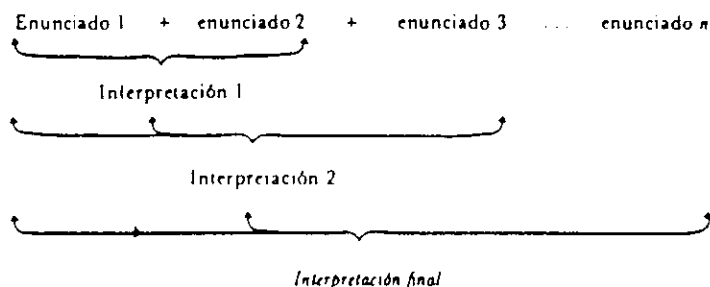 Enunciado 1 + enunciado 2 + enunciado 3 ... enunciado n
Interpretación 1
Interpretación 2
Interpretación final